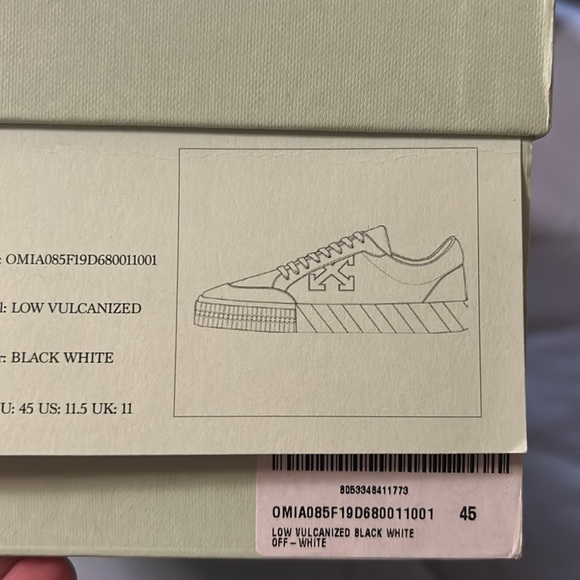 : OMIA085F19D680011001
l: LOW VULCANIZED
r: BLACK WHITE
U: 45 US: 11.5 UK: 11
8053348411773
OMIA085F19D680011001 45
LOW VULCANIZED BLACK WHITE
OFF-WHITE